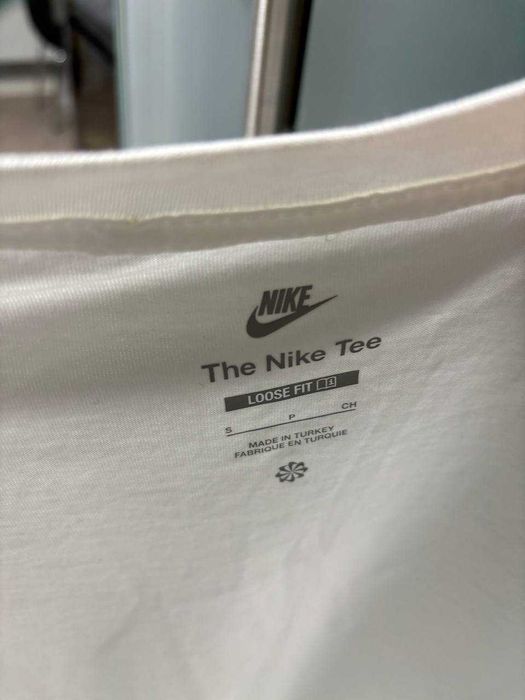 NIKE
The Nike Tee
LOOSE FIT
S P CH
MADE IN TURKEY
FABRIQUE EN TURQUIE